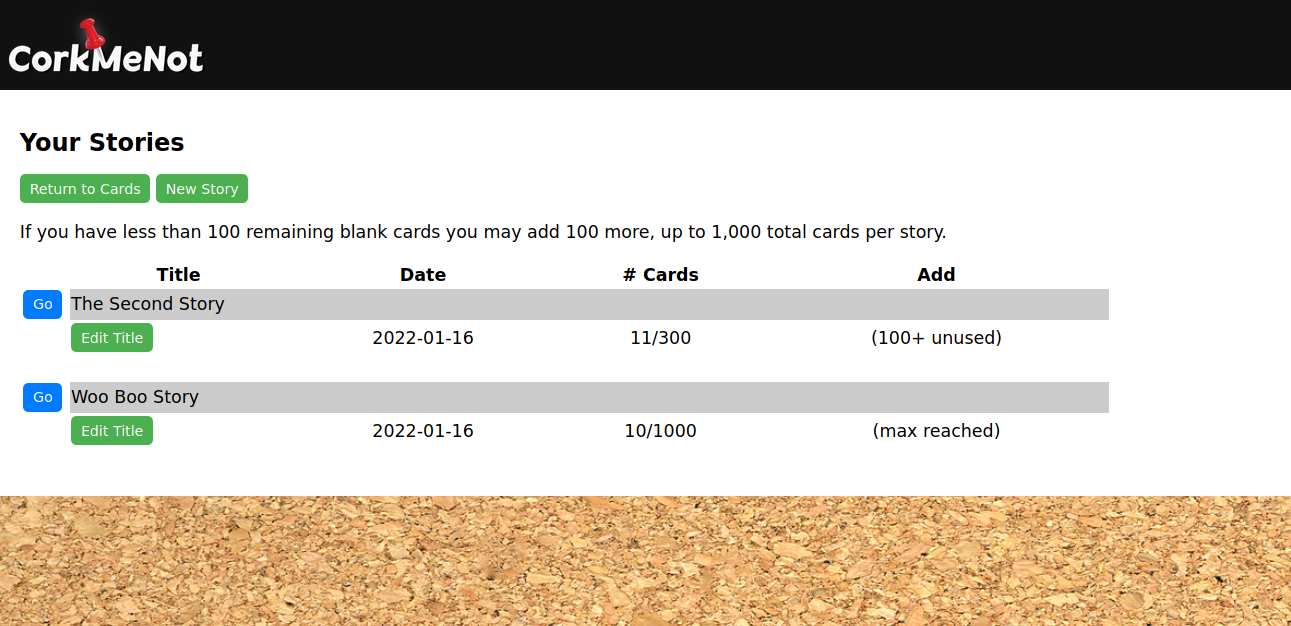 CorkMeNot
Your Stories
Return to Cards New Story
If you have less than 100 remaining blank cards you may add 100 more, up to 1,000 total cards per story.
Title Date # Cards Add
Go The Second Story
Edit Title 2022-01-16 11/300 (100+ unused)
Go Woo Boo Story
Edit Title 2022-01-16 10/1000 (max reached)